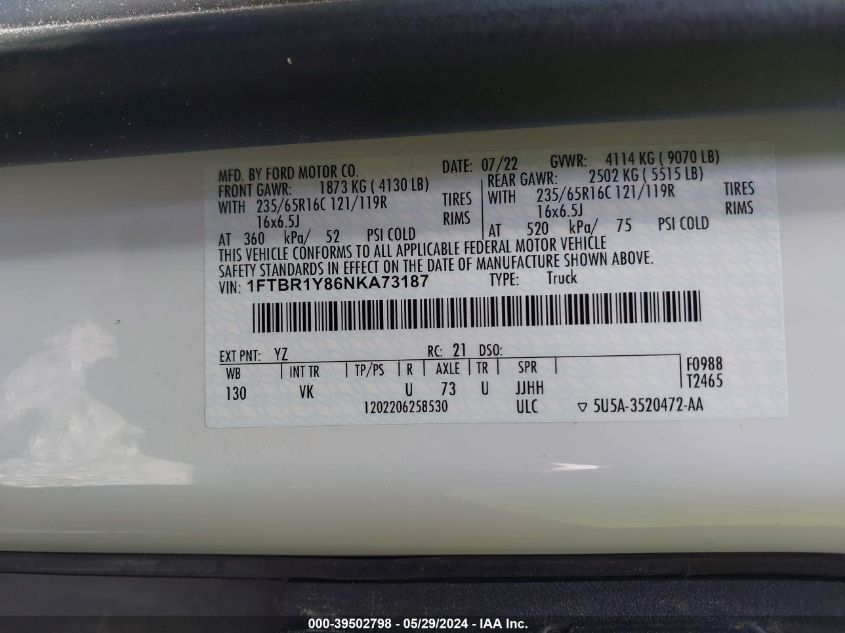 MFD. BY FORD MOTOR CO. DATE: 07/22 GVWR: 4114 KG ( 9070 LB)
FRONT GAWR: 1873 KG ( 4130 LB) REAR GAWR: 2502 KG ( 5515 LB)
WITH 235/65R16C 121/119R TIRES WITH 235/65R16C 121/119R TIRES
16x6.5J RIMS 16x6.5J RIMS
AT 360 kPa/ 52 PSI COLD AT 520 kPa/ 75 PSI COLD
THIS VEHICLE CONFORMS TO ALL APPLICABLE FEDERAL MOTOR VEHICLE
SAFETY STANDARDS IN EFFECT ON THE DATE OF MANUFACTURE SHOWN ABOVE.
VIN: 1FTBR1Y86NKA73187 TYPE: Truck
EXT PNT: YZ RC: 21 DSO:
WB INT TR TP/PS R AXLE TR SPR F0988
130 VK U 73 U JJHH T2465
1202206258530 ULC ▽ 5U5A-3520472-AA
000-39502798 - 05/29/2024 - IAA Inc.